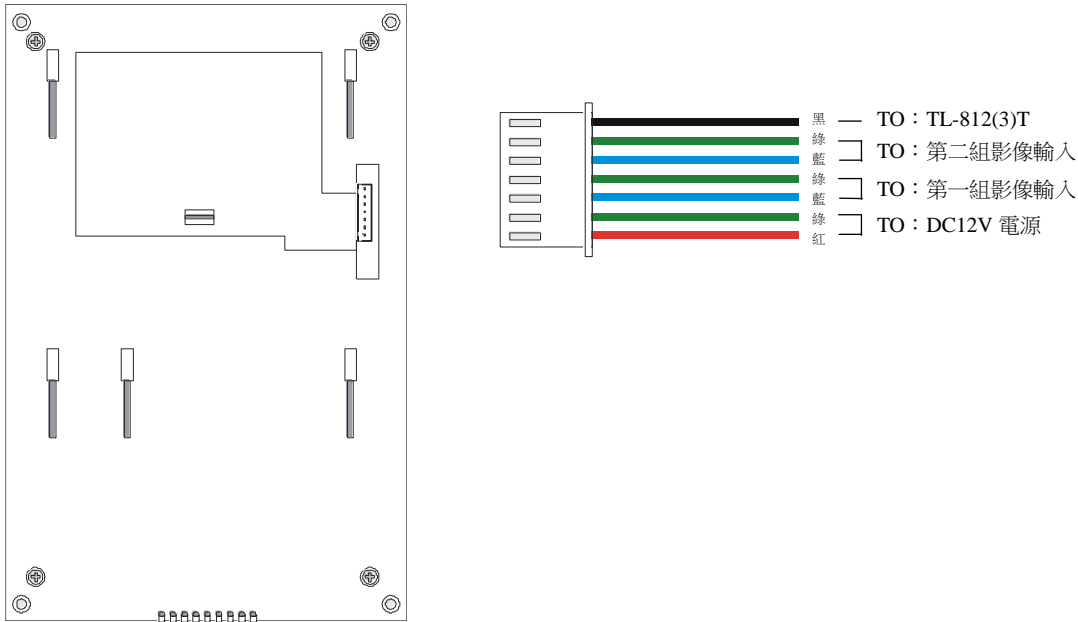 黑 — TO：TL-812(3)T
綠
TO：第二組影像輸入
藍
綠
TO：第一組影像輸入
藍
綠
TO：DC12V 電源
紅